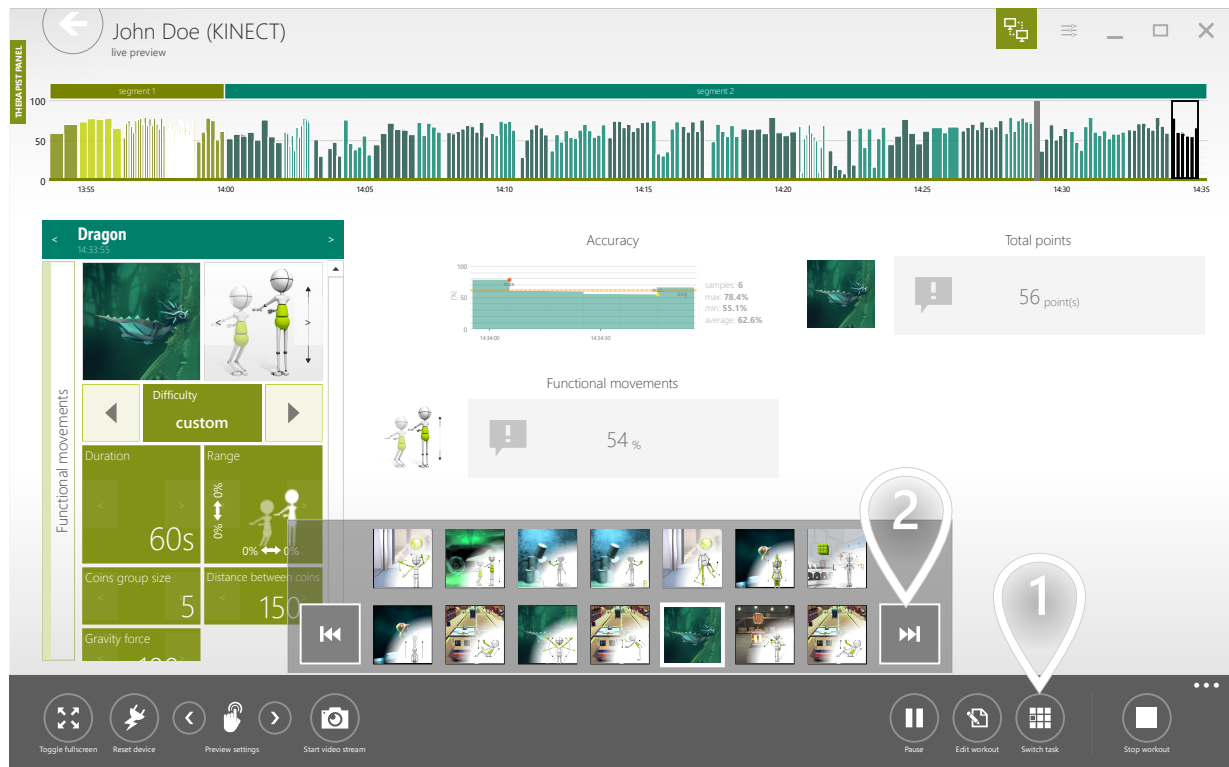 John Doe (KINECT)
live preview
THERAPIST PANEL
segment 1
segment 2
100
50
0
13:55
14:00
14:05
14:10
14:15
14:20
14:25
14:30
14:35
< Dragon >
14:33:55
Functional movements
< >
Difficulty
custom
Duration
< >
60s
Range
< >
0% 0%
0% 0%
Coins group size
<
5
Distance between coins
<
150
Gravity force
Accuracy
100
(%)
50
0
max
avg
14:34:00
14:34:30
samples: 6
max: 78.4%
min: 55.1%
average: 62.6%
Total points
56 point(s)
Functional movements
54 %
2
1
Toggle fullscreen
Reset device
Preview settings
Start video stream
Pause
Edit workout
Switch task
Stop workout